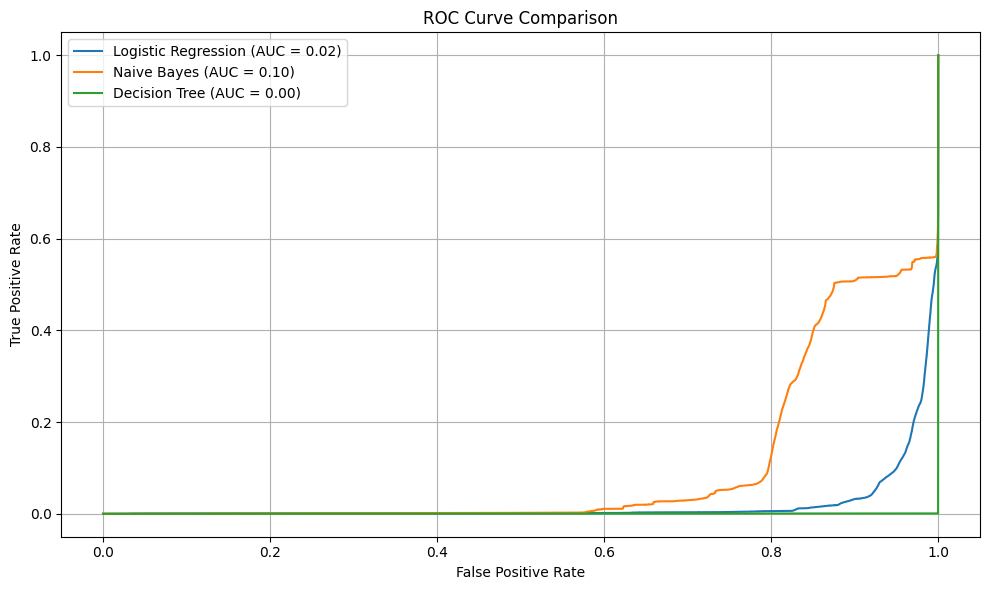 ROC Curve Comparison
Logistic Regression (AUC = 0.02)
Naive Bayes (AUC = 0.10)
Decision Tree (AUC = 0.00)
1.0
0.8
0.6
0.4
0.2
0.0
True Positive Rate
0.0 0.2 0.4 0.6 0.8 1.0
False Positive Rate